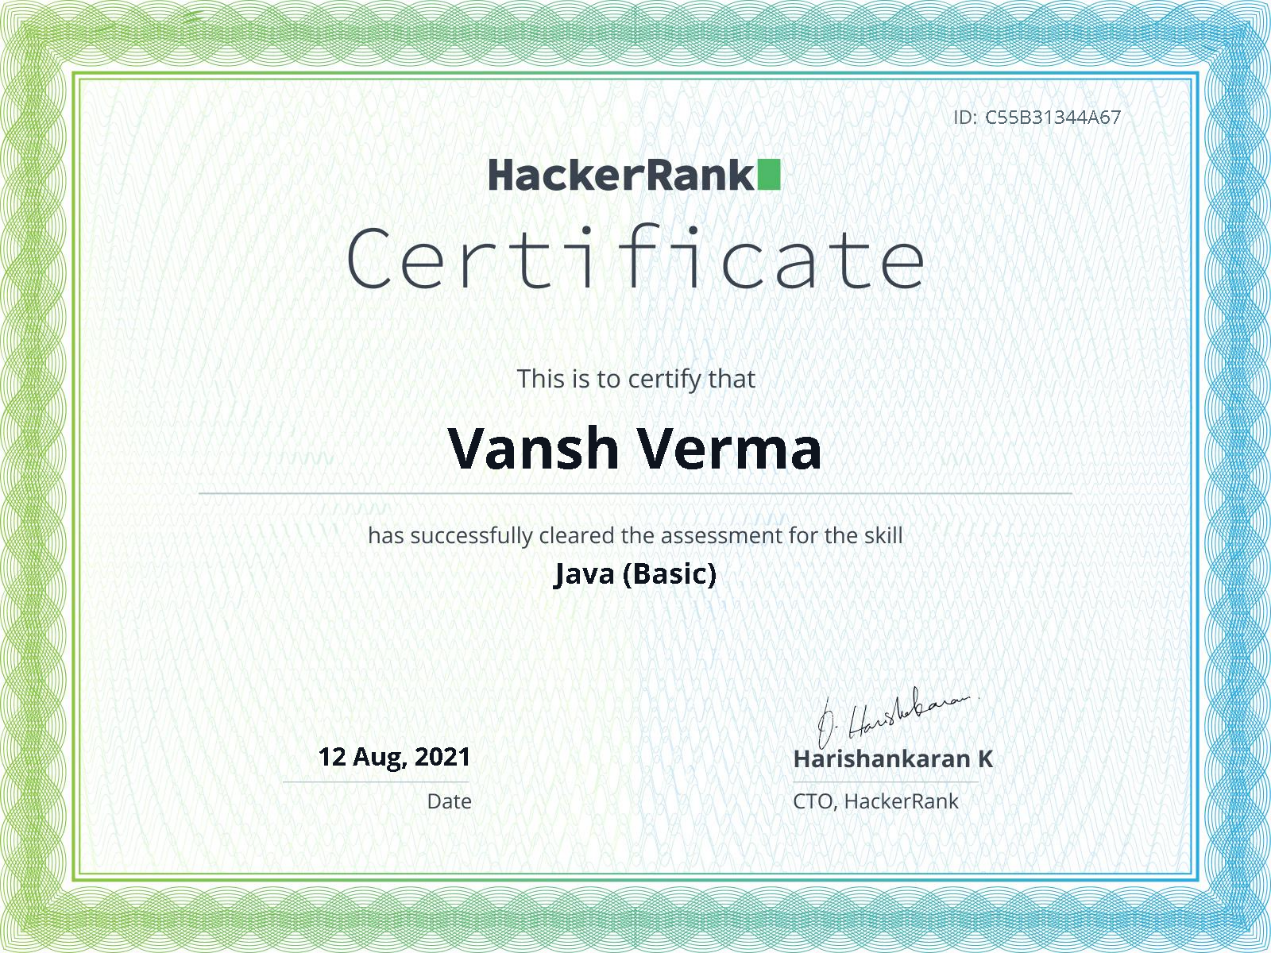 ID: C55B31344A67
HackerRank
Certificate
This is to certify that
Vansh Verma
has successfully cleared the assessment for the skill
Java (Basic)
12 Aug, 2021
Date
Harishankaran K
CTO, HackerRank